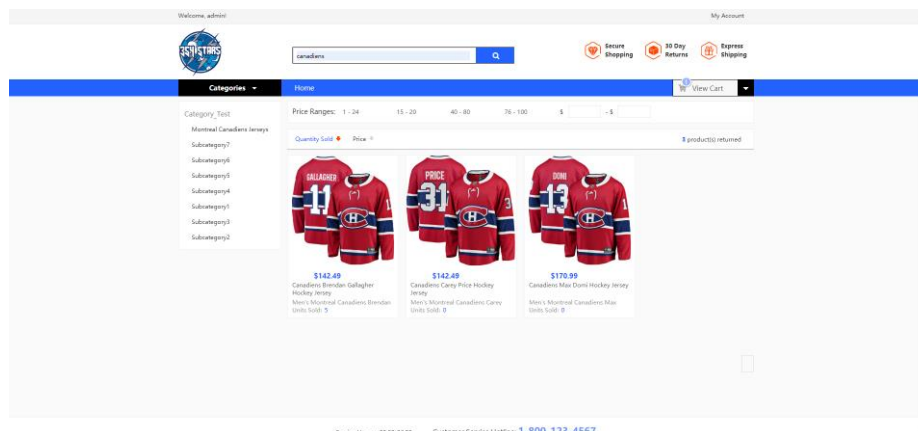 Welcome, admin!
My Account
canadiens
Secure
Shopping
30 Day
Returns
Express
Shipping
Categories
Home
View Cart
Category_Test
Montreal Canadiens Jerseys
Subcategory7
Subcategory6
Subcategory5
Subcategory4
Subcategory1
Subcategory3
Subcategory2
Price Ranges: 1 - 24 15 - 29 40 - 80 76 - 100 $ - $
Quantity Sold Price
3 product(s) returned
GALLAGHER
11
PRICE
31
DOMI
13
$142.49
Canadiens Brendan Gallagher
Hockey Jersey
Men's Montreal Canadiens Brendan
Units Sold: 5
$142.49
Canadiens Carey Price Hockey
Jersey
Men's Montreal Canadiens Carey
Units Sold: 0
$170.99
Canadiens Max Domi Hockey Jersey
Men's Montreal Canadiens Max
Units Sold: 0
Customer Service Hotline: 1-800-123-4567